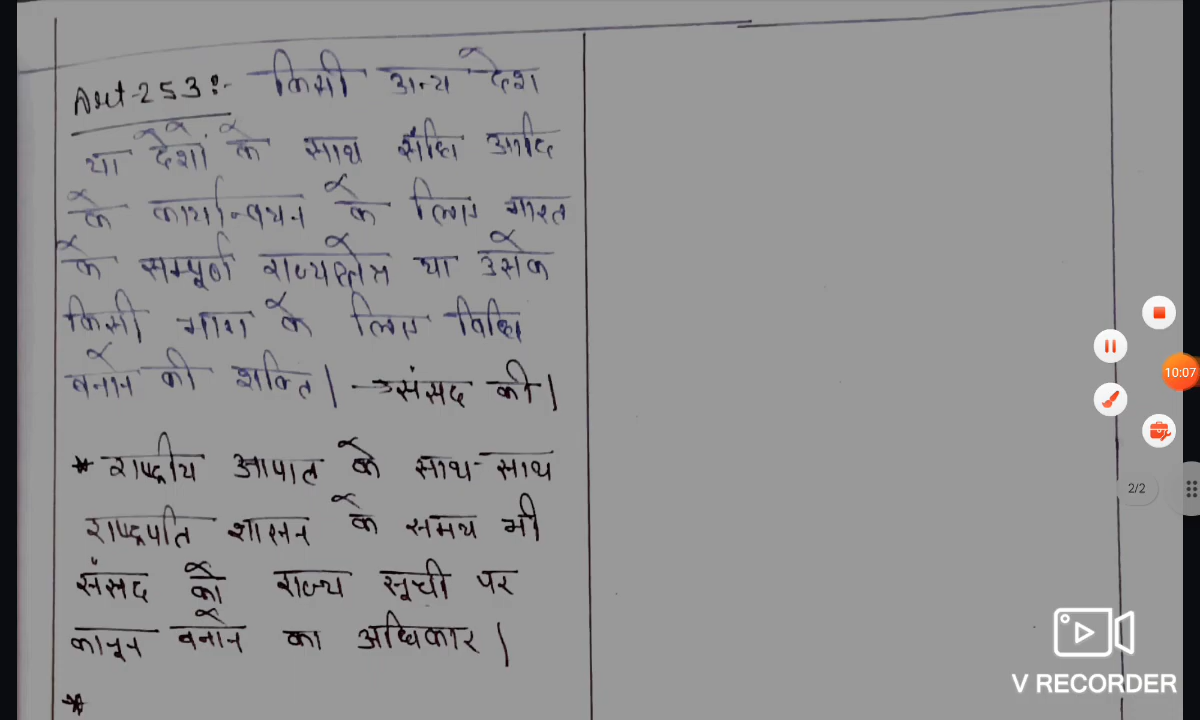 Art-253:- किसी अन्य देश
या देशों के साथ संधि आदि
के कार्यान्वयन के लिए भारत
के सम्पूर्ण राज्यक्षेत्र या उसके
किसी भाग के लिए विधि
बनाने की शक्ति। → संसद की।
* राष्ट्रीय आपात के साथ-साथ
राष्ट्रपति शासन के समय भी
संसद को राज्य सूची पर
कानून बनाने का अधिकार।
*
10:07
2/2
V RECORDER